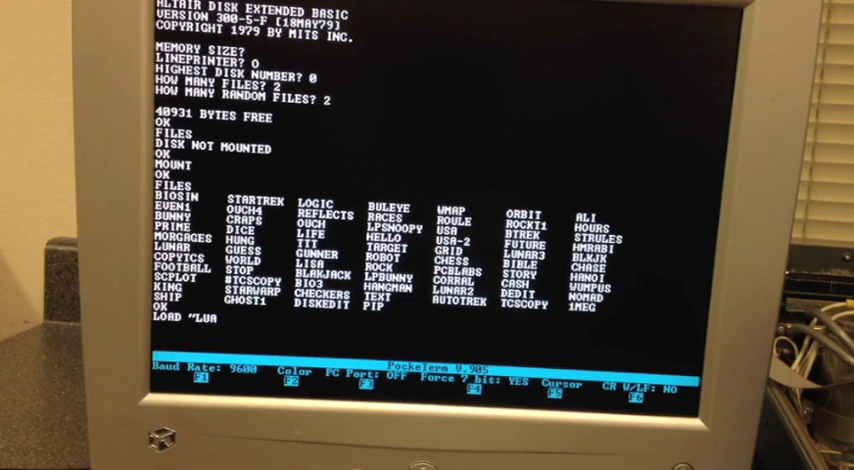 ALTAIR DISK EXTENDED BASIC
VERSION 300-5-F [18MAY79]
COPYRIGHT 1979 BY MITS INC.
MEMORY SIZE?
LINEPRINTER? O
HIGHEST DISK NUMBER? 0
HOW MANY FILES? 2
HOW MANY RANDOM FILES? 2
40931 BYTES FREE
OK
FILES
DISK NOT MOUNTED
OK
MOUNT
OK
FILES
BIOSIN STARTREK LOGIC BULEYE WMAP ORBIT ALI
EVEN1 OUCH4 REFLECTS RACES ROULE ROCKT1 HOURS
BUNNY CRAPS OUCH LPSNOOPY USA BTREK STRULES
PRIME DICE LIFE HELLO USA-2 FUTURE HMRABI
MORGAGES HUNG TTT TARGET GRID LUNAR3 BLKJK
LUNAR GUESS GUNNER ROBOT CHESS BIBLE CHASE
COPYTCS WORLD LISA ROCK PCBLABS STORY HANOI
FOOTBALL STOP BLAKJACK LPBUNNY CORRAL CASH WUMPUS
SCPLOT #TCSCOPY BIO3 HANGMAN LUNAR2 DEDIT NOMAD
KING STARWARP CHECKERS TEXT AUTOTREK TCSCOPY 1MEG
SHIP GHOST1 DISKEDIT PIP
OK
LOAD "LUA
PockeTerm V.905
Baud Rate: 9600 Color PC Port: OFF Force 7 bit: YES Cursor CR W/LF: NO
F1 F2 F3 F4 F5 F6